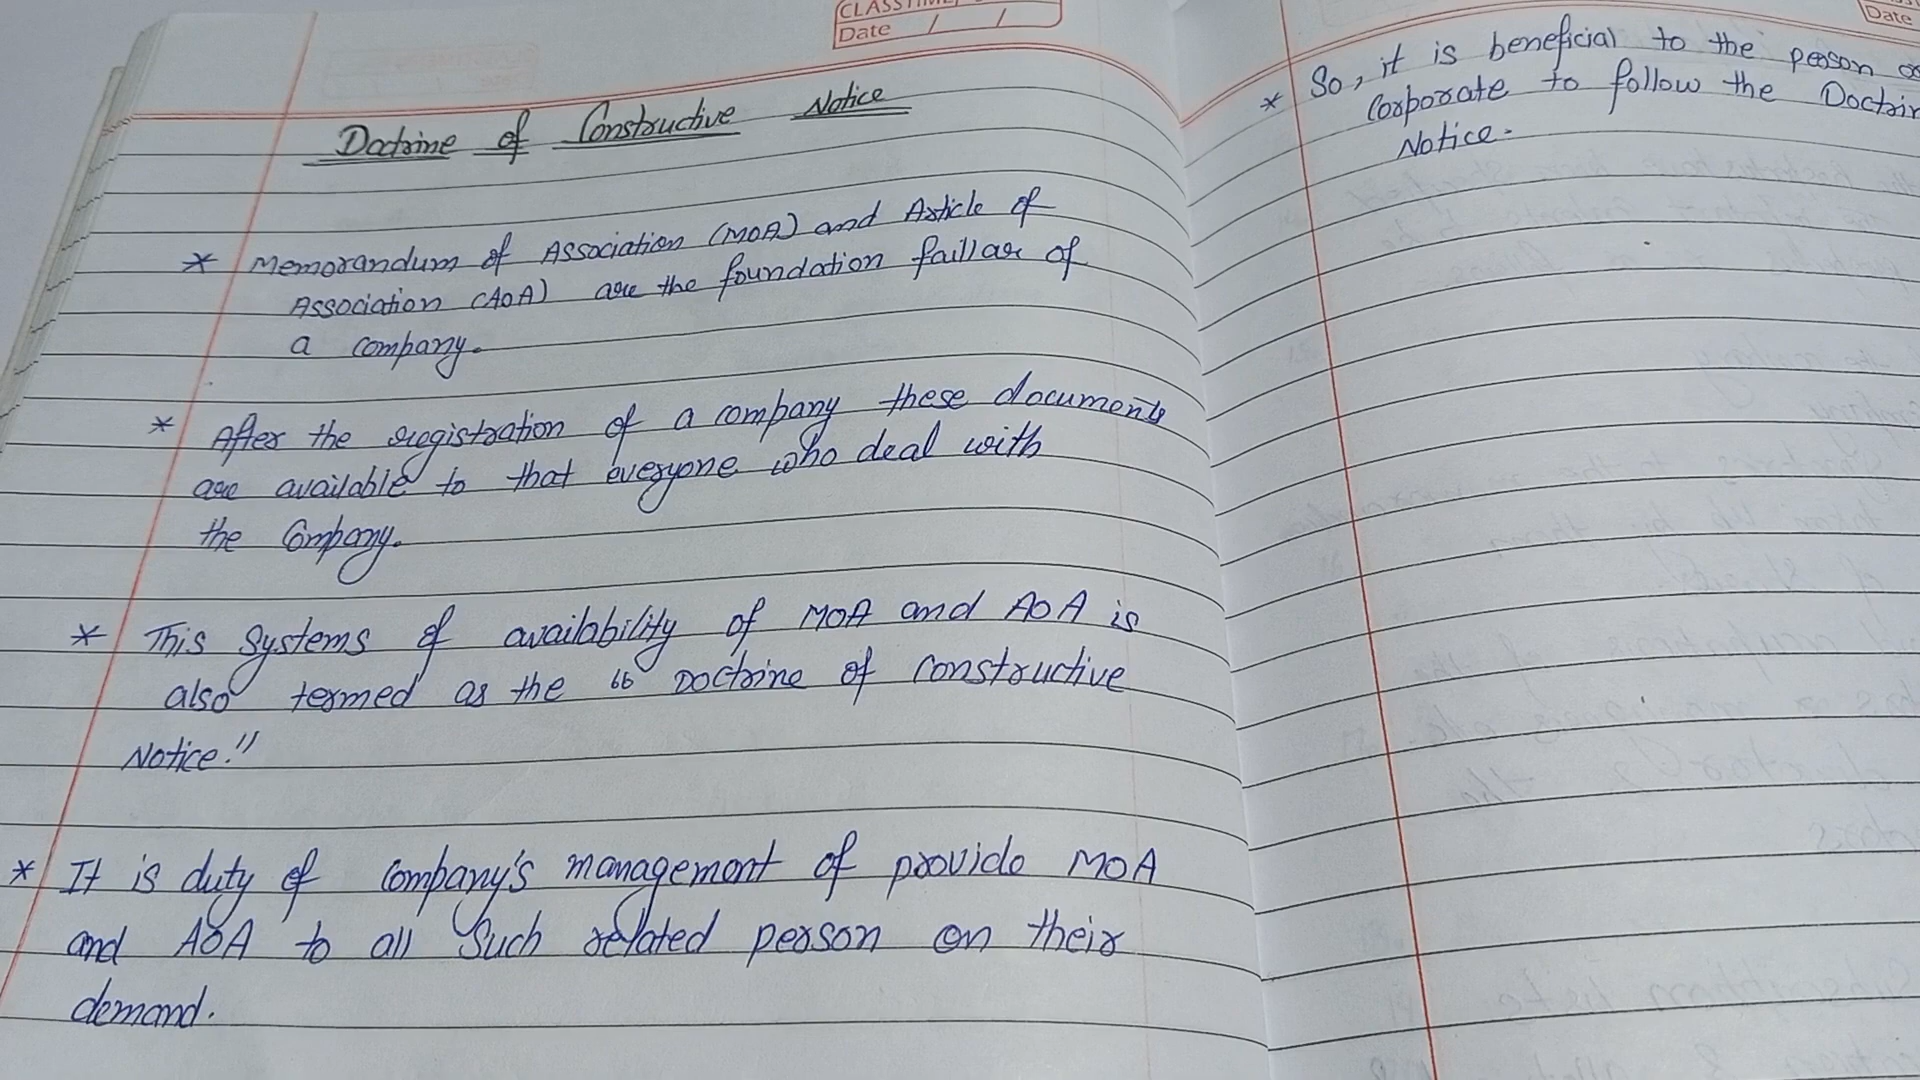 CLASSTIME
Date / /
Doctrine of Constructive Notice
* Memorandum of Association (MOA) and Article of
Association (AOA) are the foundation faillar of
a company.
* After the registration of a company these documents
are available to that everyone who deal with
the Company.
* This Systems of availability of MOA and AOA is
also termed as the "Doctrine of Constructive
Notice."
* It is duty of Company's management of provide MOA
and AOA to all Such related person on their
demand.
Date
* So, it is beneficial to the person
Corporate to follow the
Notice.